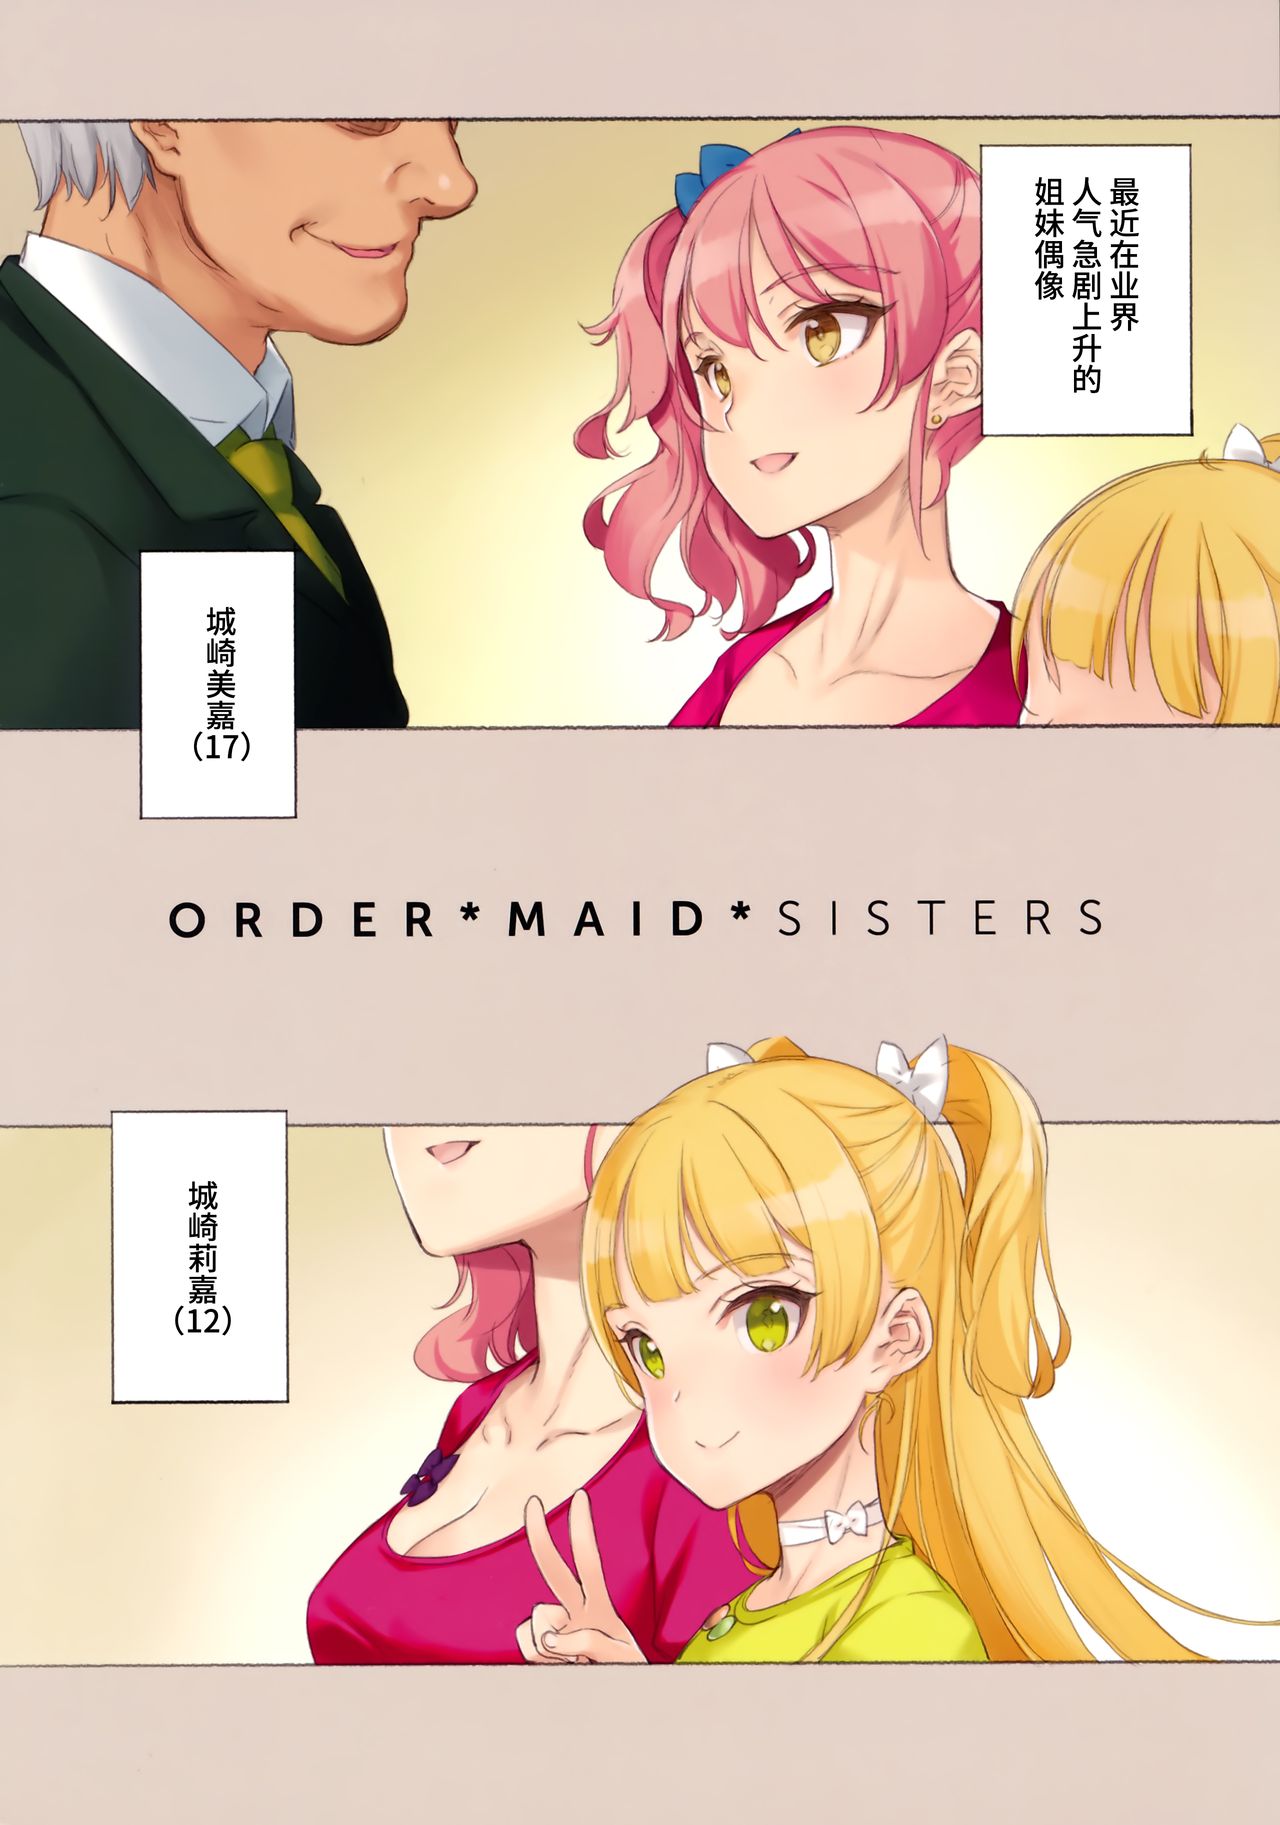 最近在业界
人气急剧上升的
姐妹偶像
城崎美嘉
(17)
ORDER*MAID*SISTERS
城崎莉嘉
(12)